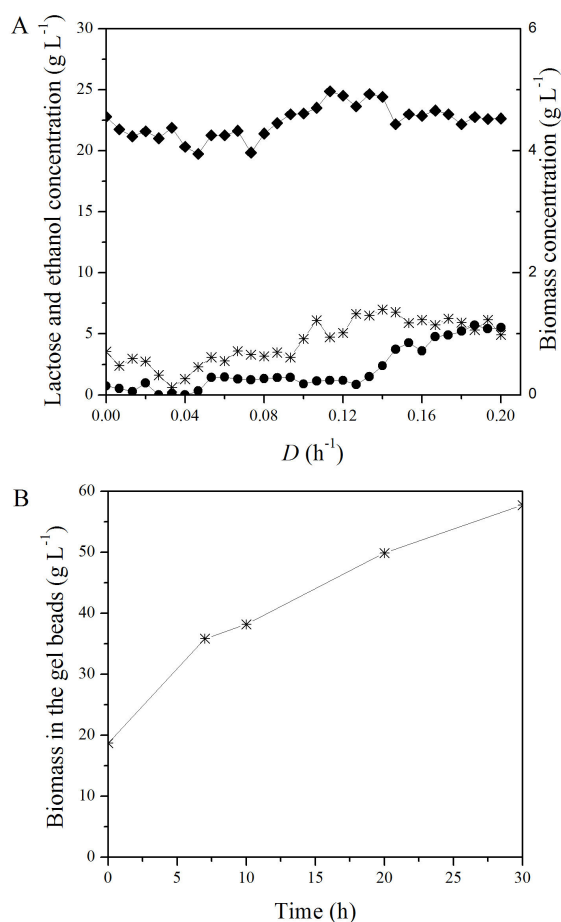 A
Lactose and ethanol concentration (g L⁻¹)
30
25
20
15
10
5
0
6
4
2
0
Biomass concentration (g L⁻¹)
0.00 0.04 0.08 0.12 0.16 0.20
D (h⁻¹)
B
Biomass in the gel beads (g L⁻¹)
60
50
40
30
20
10
0
0 5 10 15 20 25 30
Time (h)